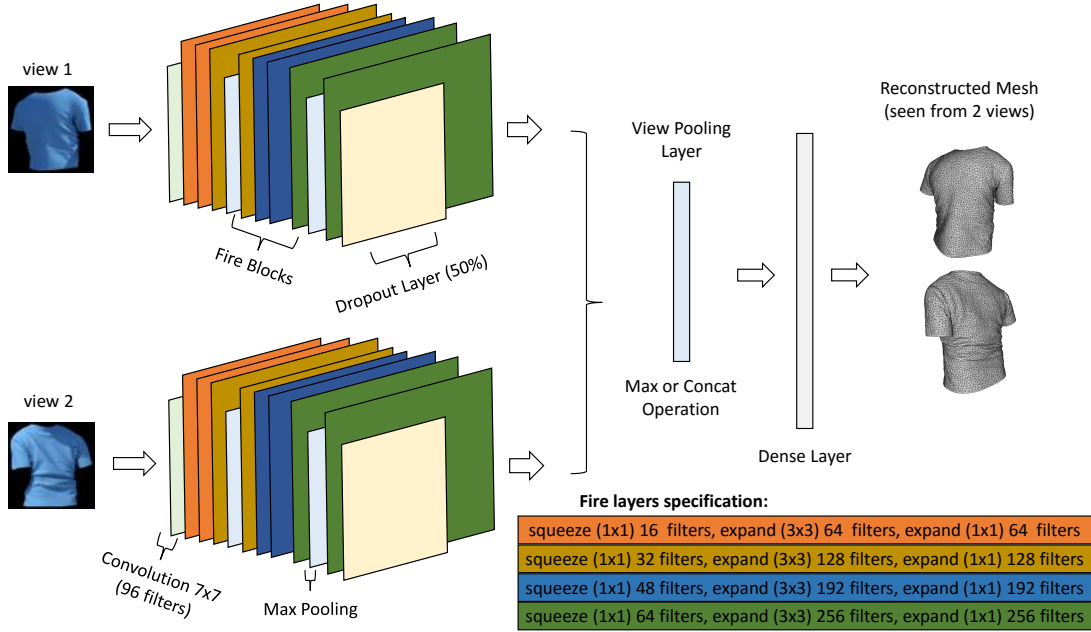 view 1
Fire Blocks
Dropout Layer (50%)
view 2
Convolution 7x7
(96 filters)
Max Pooling
View Pooling
Layer
Max or Concat
Operation
Dense Layer
Reconstructed Mesh
(seen from 2 views)
Fire layers specification:
squeeze (1x1) 16 filters, expand (3x3) 64 filters, expand (1x1) 64 filters
squeeze (1x1) 32 filters, expand (3x3) 128 filters, expand (1x1) 128 filters
squeeze (1x1) 48 filters, expand (3x3) 192 filters, expand (1x1) 192 filters
squeeze (1x1) 64 filters, expand (3x3) 256 filters, expand (1x1) 256 filters